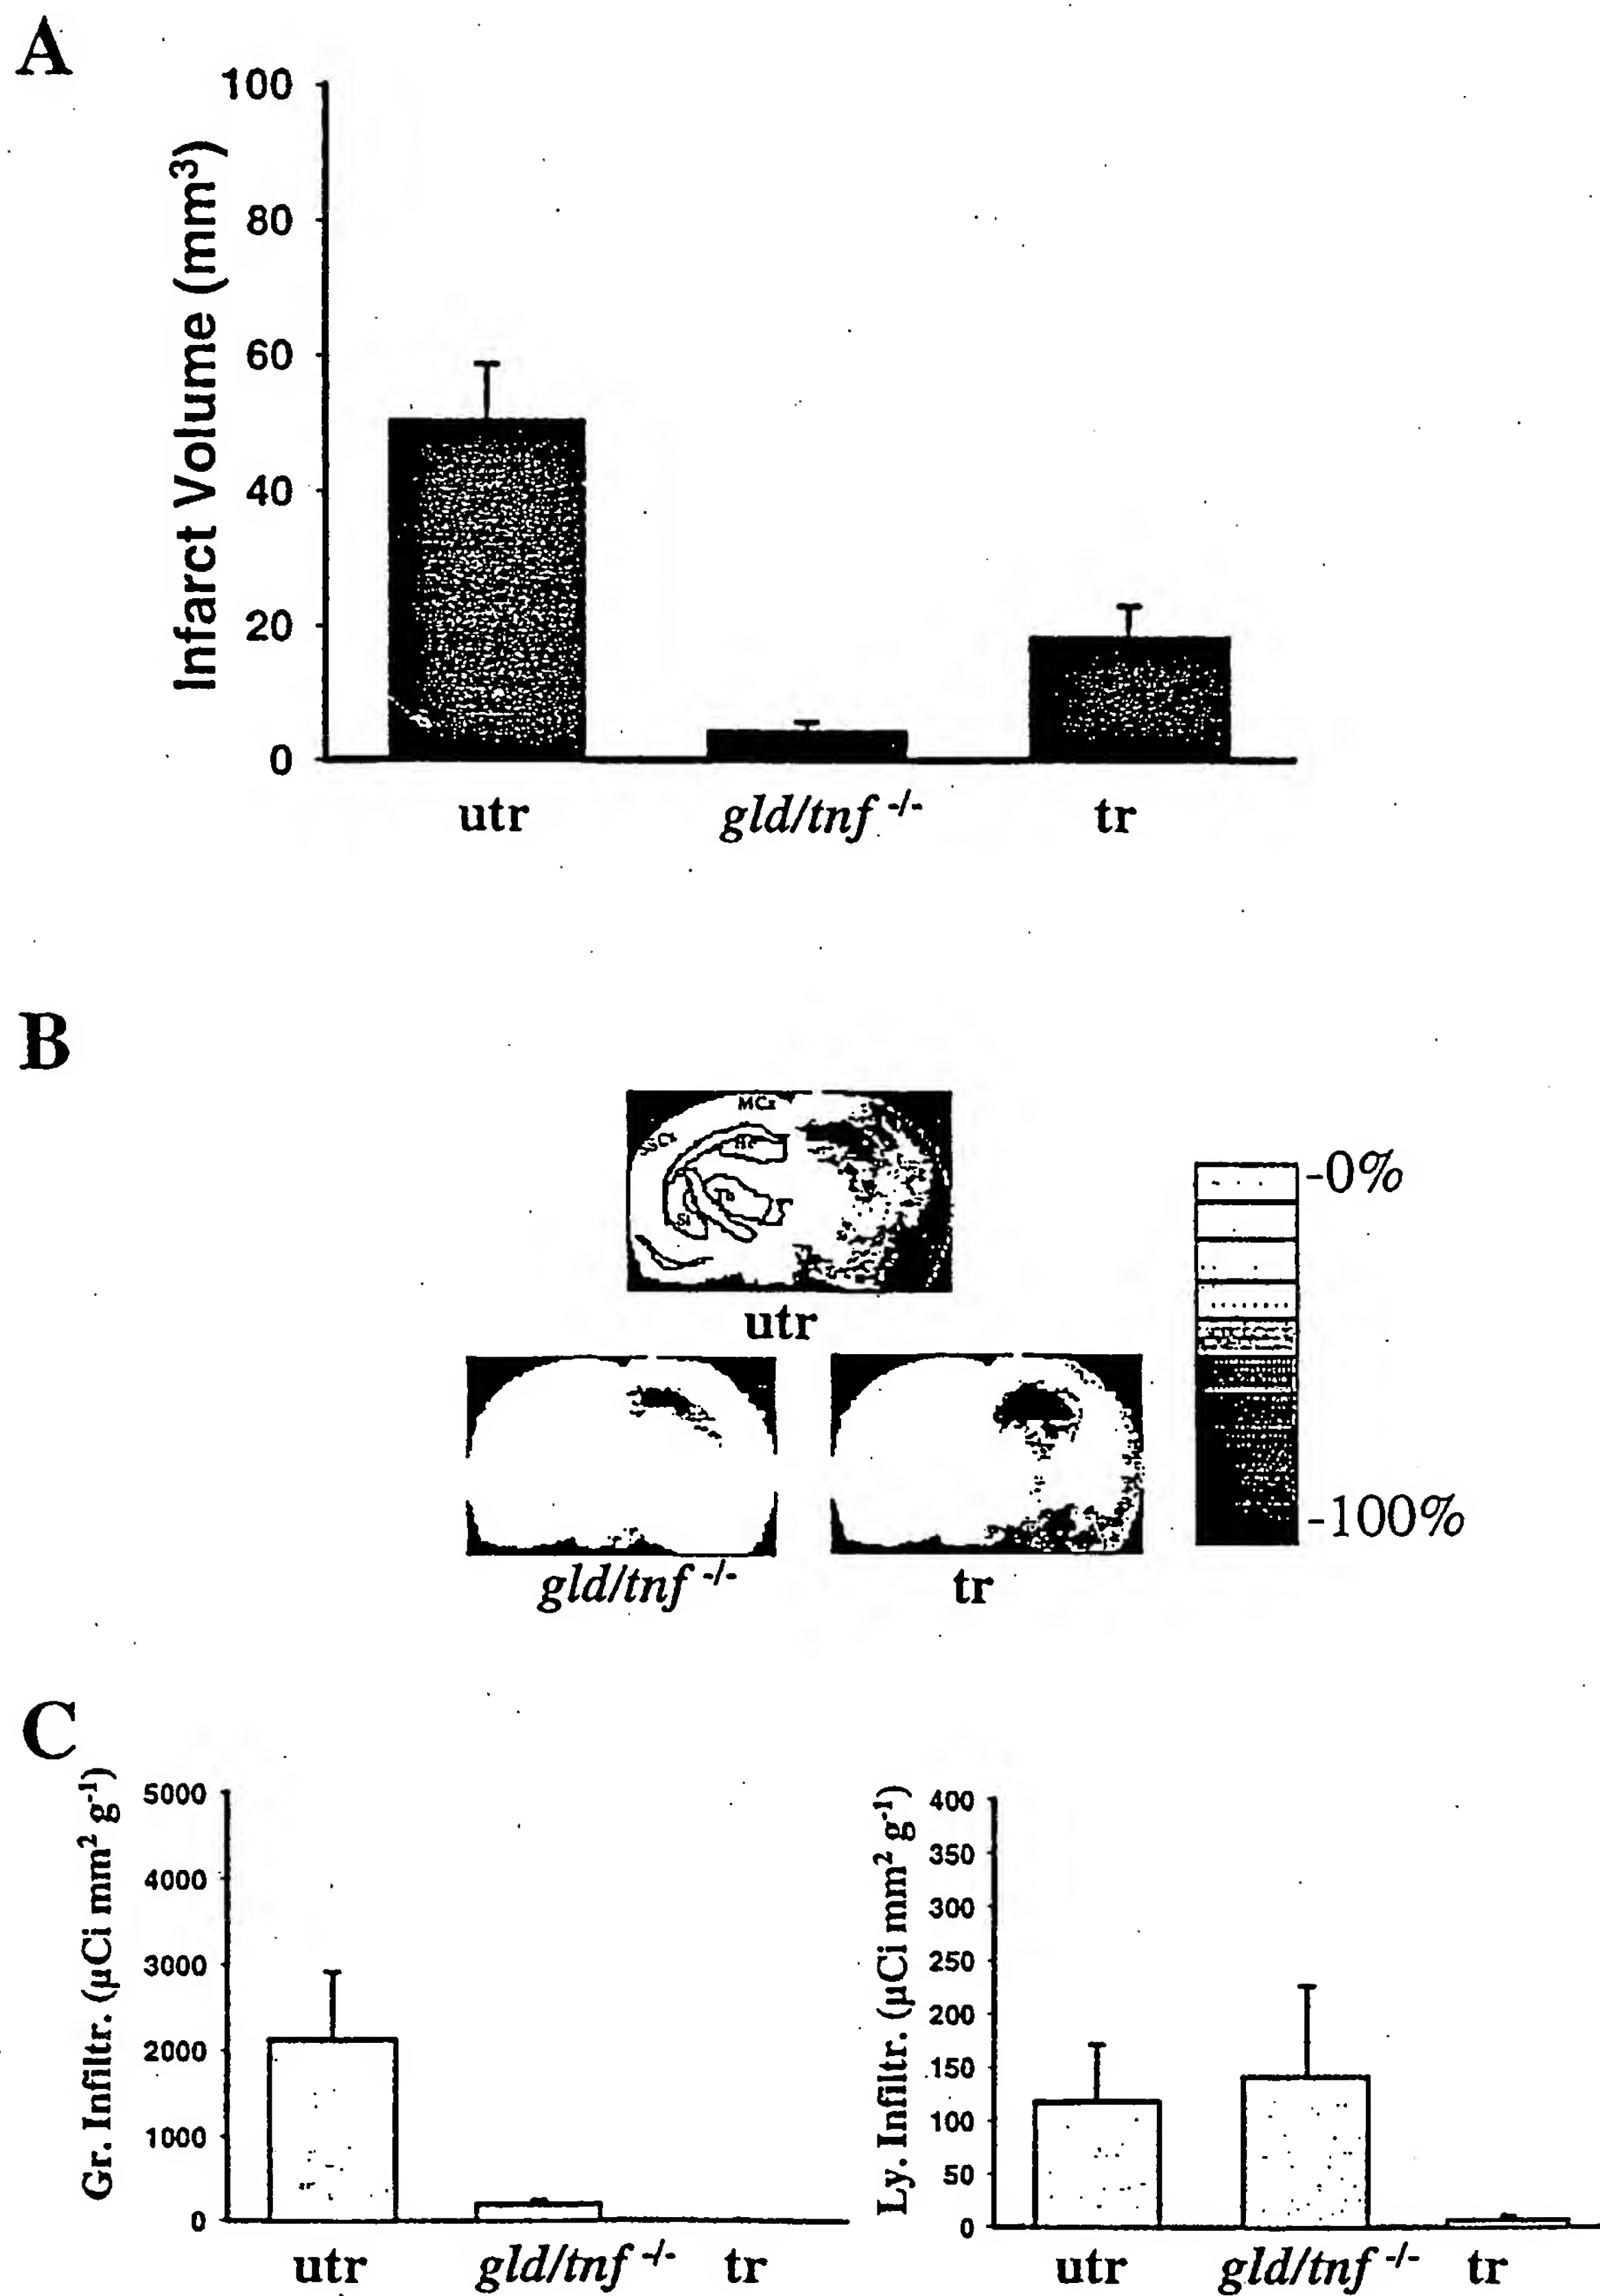 A
Infarct Volume (mm³)
100
80
60
40
20
0
utr gld/tnf -/- tr
B
MCx
Th
utr
-0%
-100%
gld/tnf -/- tr
C
Gr. Infiltr. (µCi mm² g⁻¹)
5000
4000
3000
2000
1000
0
utr gld/tnf -/- tr
Ly. Infiltr. (µCi mm² g⁻¹)
400
350
300
250
200
150
100
50
0
utr gld/tnf -/- tr